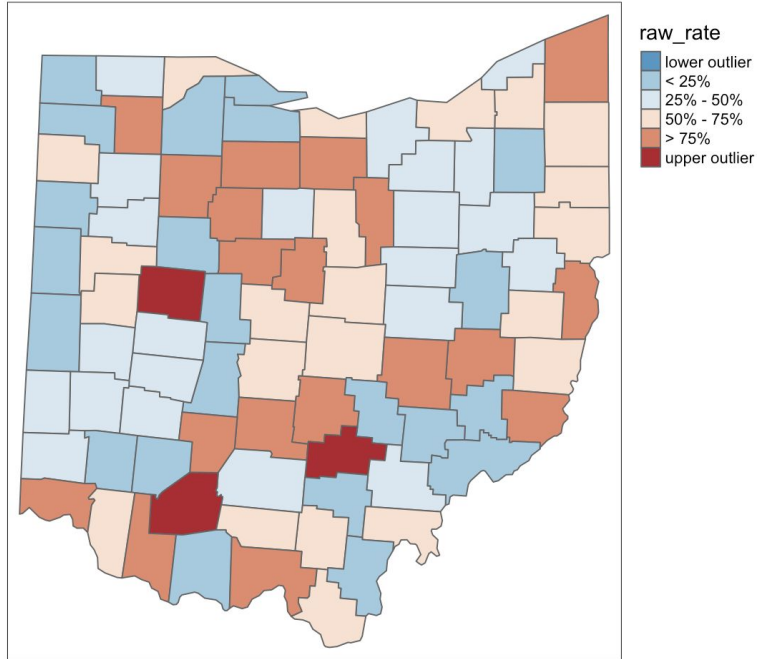 raw_rate
lower outlier
< 25%
25% - 50%
50% - 75%
> 75%
upper outlier